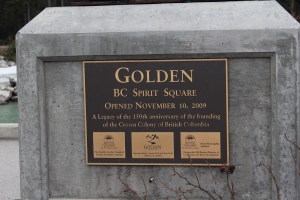 GOLDEN
BC SPIRIT SQUARE
OPENED NOVEMBER 10, 2009
A Legacy of the 150th anniversary of the founding
of the Crown Colony of British Columbia
GOLDEN